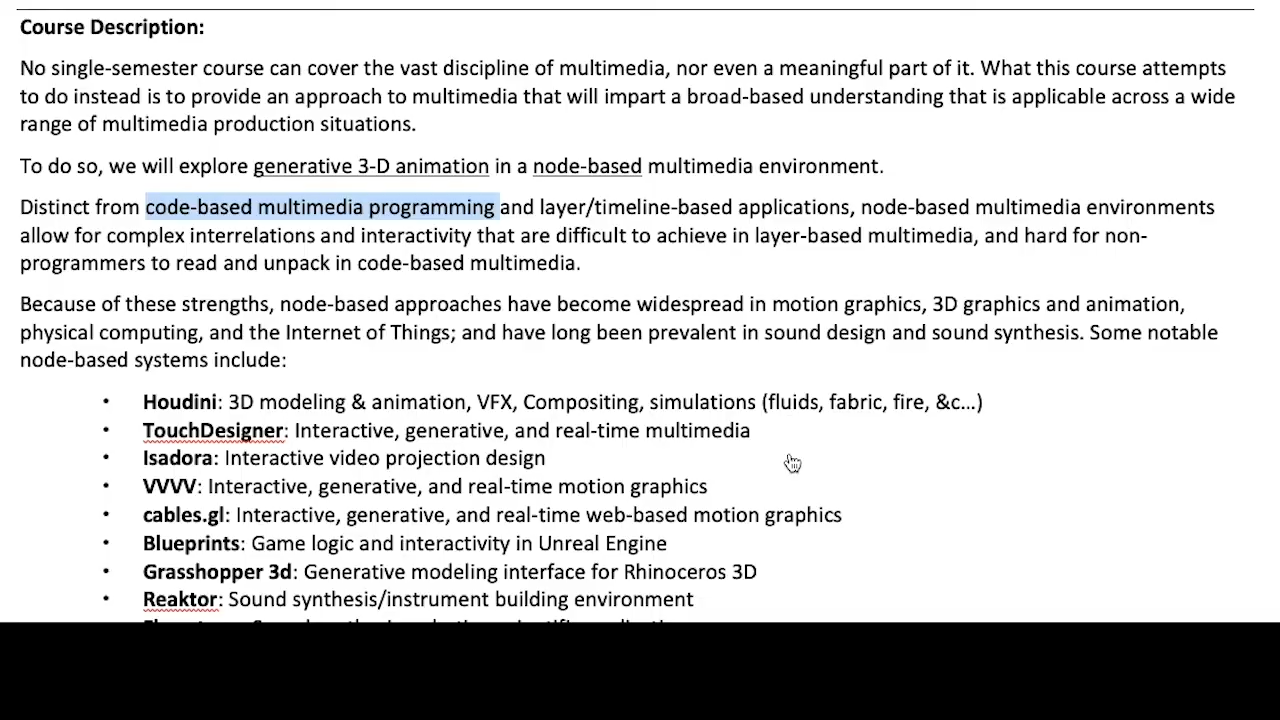 Course Description:
No single-semester course can cover the vast discipline of multimedia, nor even a meaningful part of it. What this course attempts
to do instead is to provide an approach to multimedia that will impart a broad-based understanding that is applicable across a wide
range of multimedia production situations.
To do so, we will explore generative 3-D animation in a node-based multimedia environment.
Distinct from code-based multimedia programming and layer/timeline-based applications, node-based multimedia environments
allow for complex interrelations and interactivity that are difficult to achieve in layer-based multimedia, and hard for non-
programmers to read and unpack in code-based multimedia.
Because of these strengths, node-based approaches have become widespread in motion graphics, 3D graphics and animation,
physical computing, and the Internet of Things; and have long been prevalent in sound design and sound synthesis. Some notable
node-based systems include:
• Houdini: 3D modeling & animation, VFX, Compositing, simulations (fluids, fabric, fire, &c...)
• TouchDesigner: Interactive, generative, and real-time multimedia
• Isadora: Interactive video projection design
• VVVV: Interactive, generative, and real-time motion graphics
• cables.gl: Interactive, generative, and real-time web-based motion graphics
• Blueprints: Game logic and interactivity in Unreal Engine
• Grasshopper 3d: Generative modeling interface for Rhinoceros 3D
• Reaktor: Sound synthesis/instrument building environment